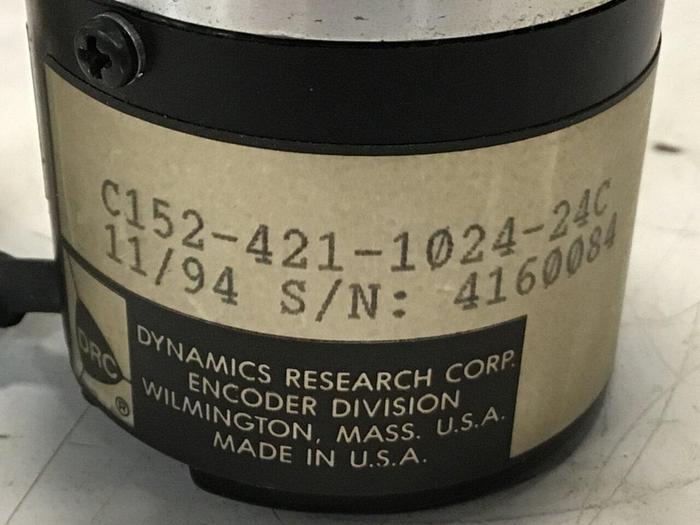 C152-421-1024-24C
11/94 S/N: 4160084
DRC
®
DYNAMICS RESEARCH CORP.
ENCODER DIVISION
WILMINGTON, MASS. U.S.A.
MADE IN U.S.A.